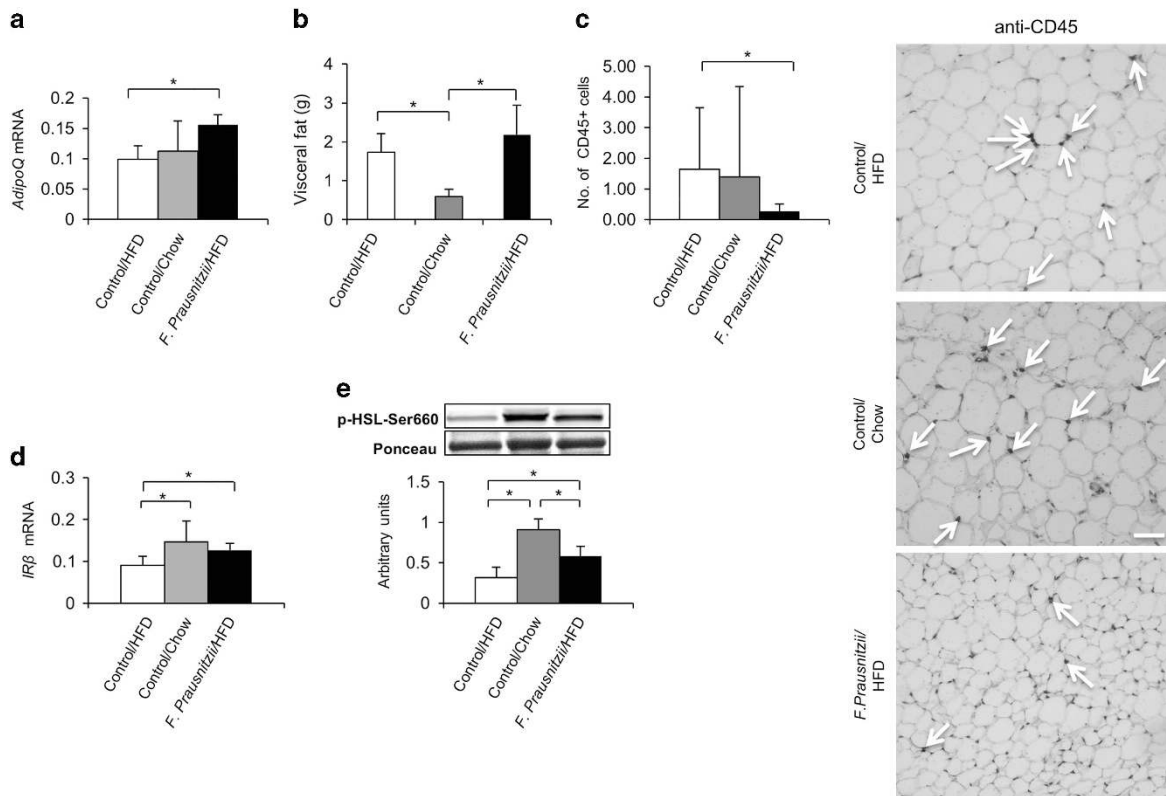 a
*
AdipoQ mRNA
0.2
0.15
0.1
0.05
0
Control/HFD
Control/Chow
F. Prausnitzii/HFD
b
*
*
Visceral fat (g)
4
3
2
1
0
Control/HFD
Control/Chow
F. Prausnitzii/HFD
c
*
No. of CD45+ cells
6.00
5.00
4.00
3.00
2.00
1.00
0.00
Control/HFD
Control/Chow
F. Prausnitzii/HFD
anti-CD45
Control/
HFD
Control/
Chow
F.Prausnitzii/
HFD
d
*
*
IRβ mRNA
0.3
0.2
0.1
0
Control/HFD
Control/Chow
F. Prausnitzii/HFD
e
p-HSL-Ser660
Ponceau
*
*
*
Arbitrary units
1.5
1
0.5
0
Control/HFD
Control/Chow
F. Prausnitzii/HFD